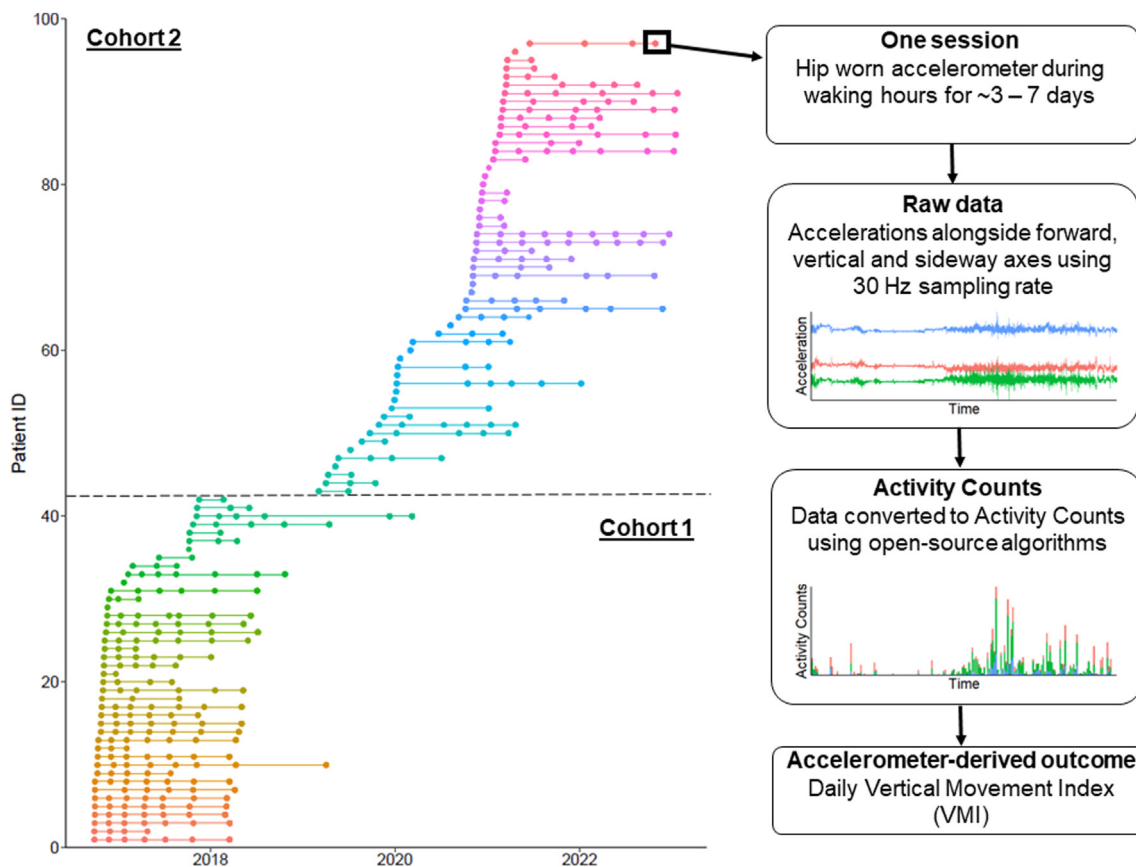 100
80
60
40
20
0
Patient ID
2018
2020
2022
Cohort 2
Cohort 1
One session
Hip worn accelerometer during
waking hours for ~3 – 7 days
Raw data
Accelerations alongside forward,
vertical and sideway axes using
30 Hz sampling rate
Acceleration
Time
Activity Counts
Data converted to Activity Counts
using open-source algorithms
Activity Counts
Time
Accelerometer-derived outcome
Daily Vertical Movement Index
(VMI)